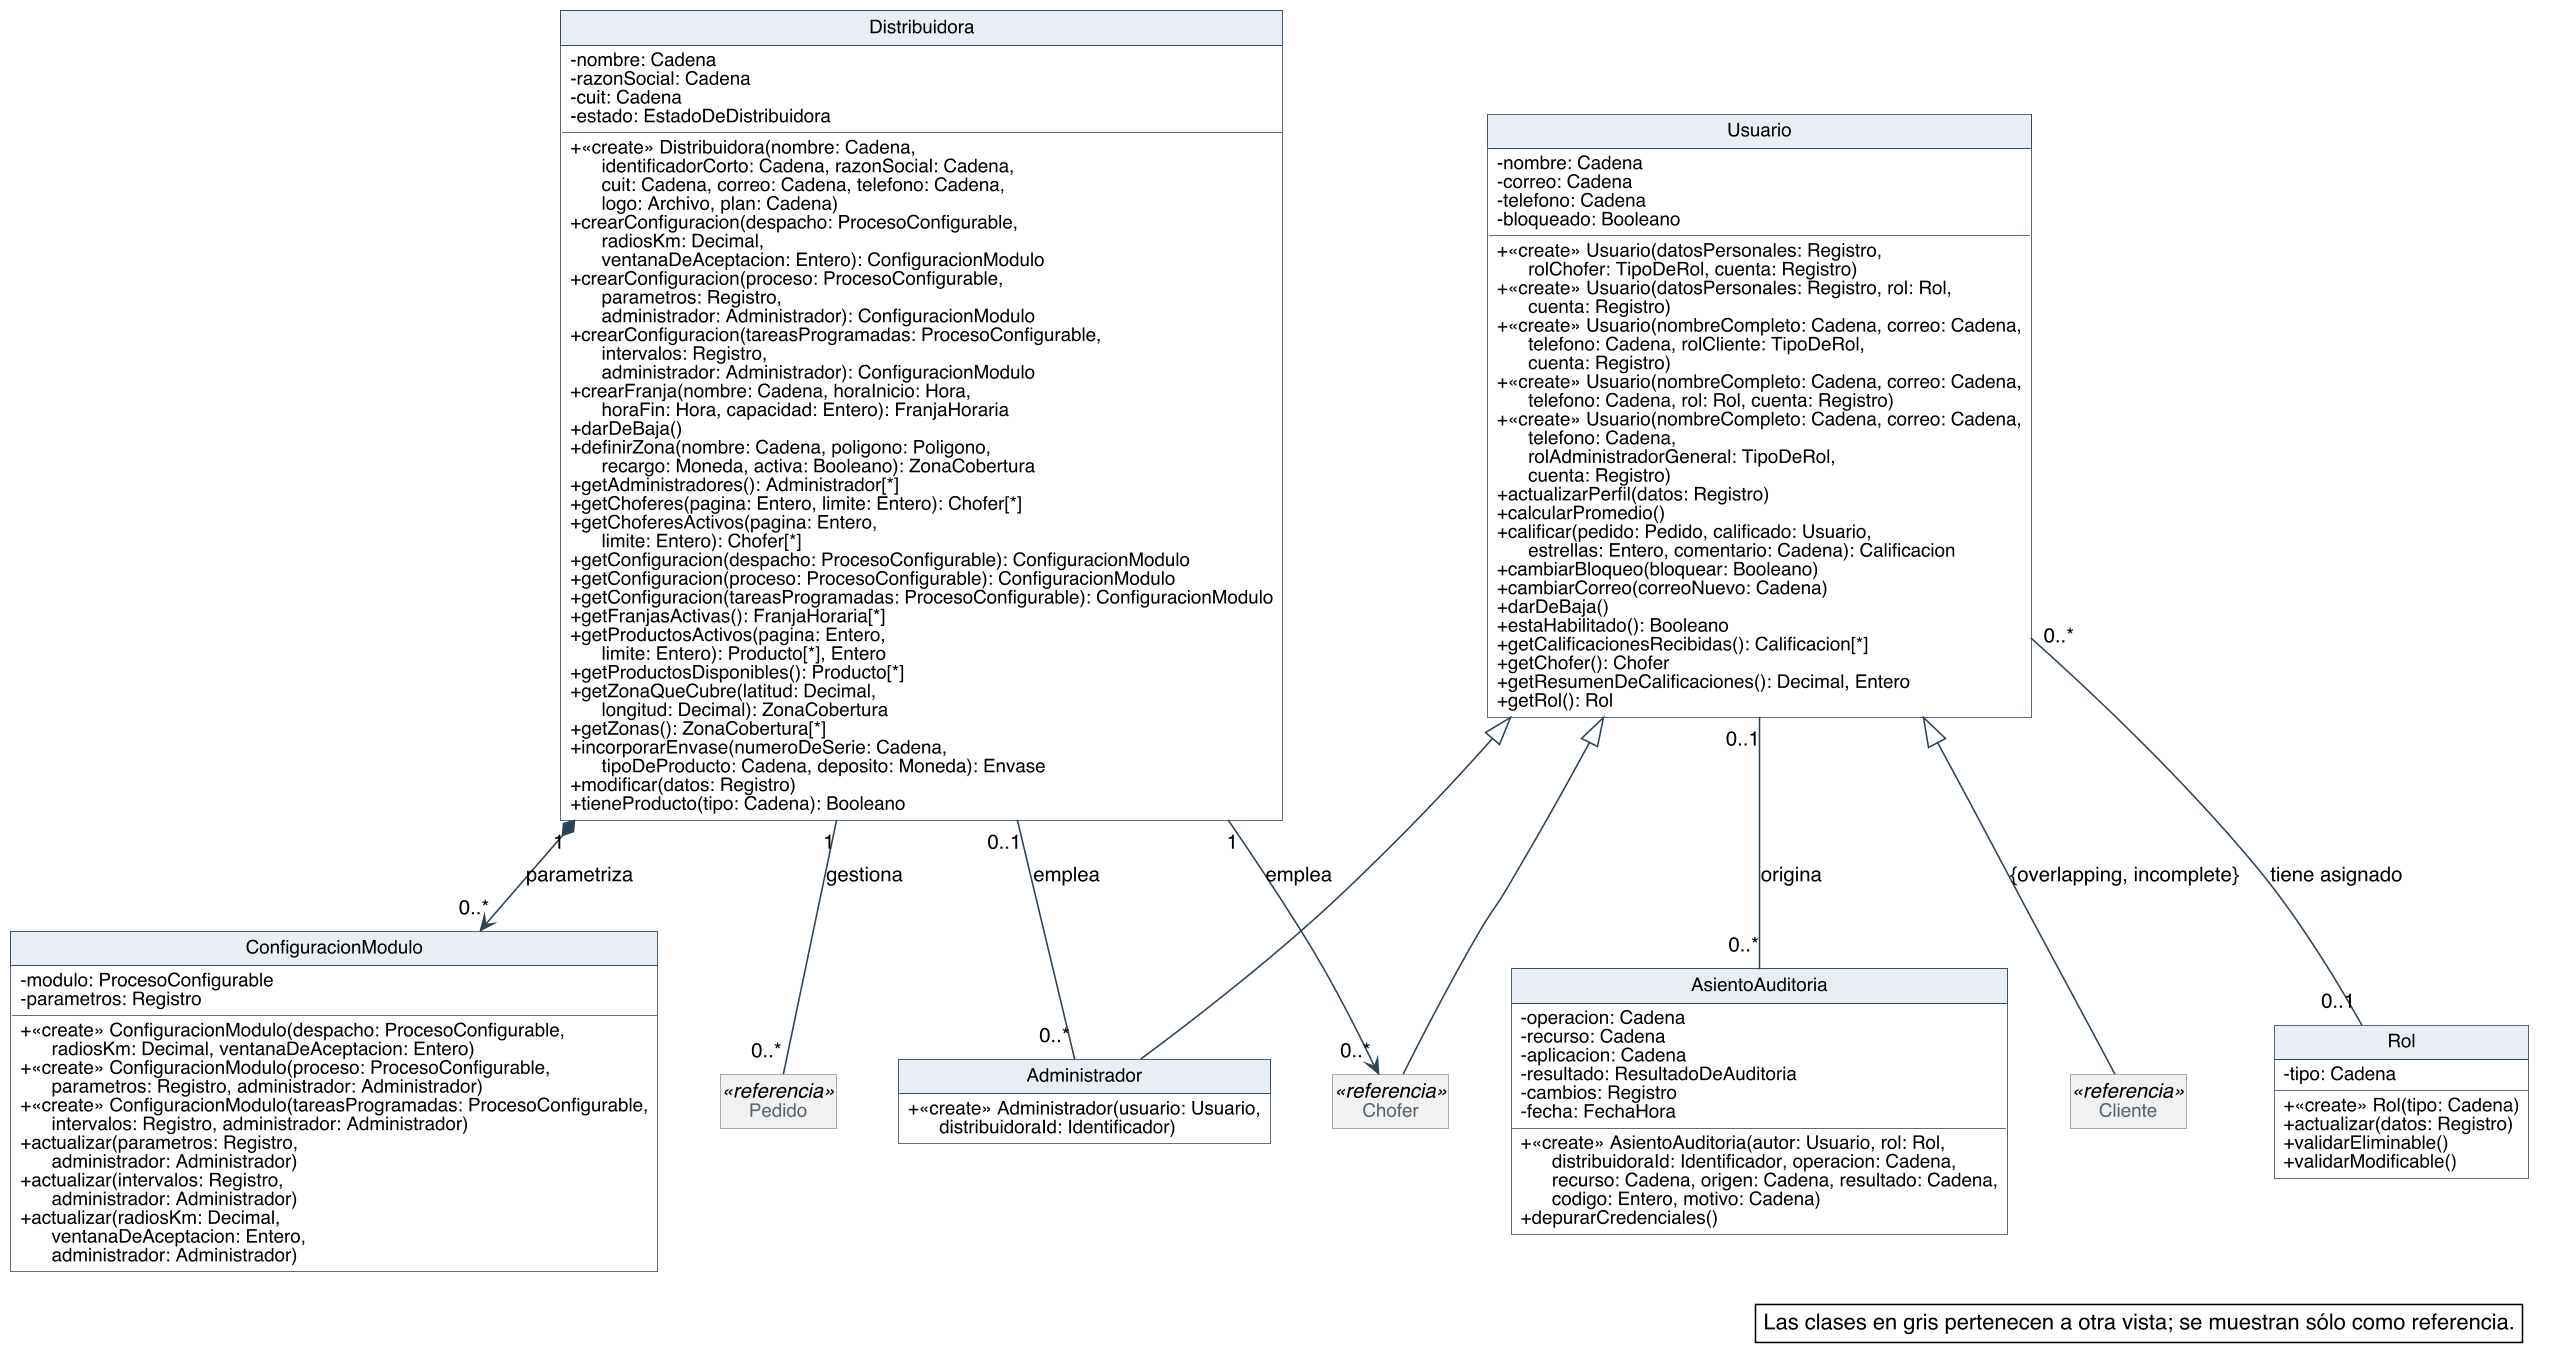 Distribuidora
-nombre: Cadena
-razonSocial: Cadena
-cuit: Cadena
-estado: EstadoDeDistribuidora
+«create» Distribuidora(nombre: Cadena,
identificadorCorto: Cadena, razonSocial: Cadena,
cuit: Cadena, correo: Cadena, telefono: Cadena,
logo: Archivo, plan: Cadena)
+crearConfiguracion(despacho: ProcesoConfigurable,
radiosKm: Decimal,
ventanaDeAceptacion: Entero): ConfiguracionModulo
+crearConfiguracion(proceso: ProcesoConfigurable,
parametros: Registro,
administrador: Administrador): ConfiguracionModulo
+crearConfiguracion(tareasProgramadas: ProcesoConfigurable,
intervalos: Registro,
administrador: Administrador): ConfiguracionModulo
+crearFranja(nombre: Cadena, horaInicio: Hora,
horaFin: Hora, capacidad: Entero): FranjaHoraria
+darDeBaja()
+definirZona(nombre: Cadena, poligono: Poligono,
recargo: Moneda, activa: Booleano): ZonaCobertura
+getAdministradores(): Administrador[*]
+getChoferes(pagina: Entero, limite: Entero): Chofer[*]
+getChoferesActivos(pagina: Entero,
limite: Entero): Chofer[*]
+getConfiguracion(despacho: ProcesoConfigurable): ConfiguracionModulo
+getConfiguracion(proceso: ProcesoConfigurable): ConfiguracionModulo
+getConfiguracion(tareasProgramadas: ProcesoConfigurable): ConfiguracionModulo
+getFranjasActivas(): FranjaHoraria[*]
+getProductosActivos(pagina: Entero,
limite: Entero): Producto[*], Entero
+getProductosDisponibles(): Producto[*]
+getZonaQueCubre(latitud: Decimal,
longitud: Decimal): ZonaCobertura
+getZonas(): ZonaCobertura[*]
+incorporarEnvase(numeroDeSerie: Cadena,
tipoDeProducto: Cadena, deposito: Moneda): Envase
+modificar(datos: Registro)
+tieneProducto(tipo: Cadena): Booleano
Usuario
-nombre: Cadena
-correo: Cadena
-telefono: Cadena
-bloqueado: Booleano
+«create» Usuario(datosPersonales: Registro,
rolChofer: TipoDeRol, cuenta: Registro)
+«create» Usuario(datosPersonales: Registro, rol: Rol,
cuenta: Registro)
+«create» Usuario(nombreCompleto: Cadena, correo: Cadena,
telefono: Cadena, rolCliente: TipoDeRol,
cuenta: Registro)
+«create» Usuario(nombreCompleto: Cadena, correo: Cadena,
telefono: Cadena, rol: Rol, cuenta: Registro)
+«create» Usuario(nombreCompleto: Cadena, correo: Cadena,
telefono: Cadena,
rolAdministradorGeneral: TipoDeRol,
cuenta: Registro)
+actualizarPerfil(datos: Registro)
+calcularPromedio()
+calificar(pedido: Pedido, calificado: Usuario,
estrellas: Entero, comentario: Cadena): Calificacion
+cambiarBloqueo(bloquear: Booleano)
+cambiarCorreo(correoNuevo: Cadena)
+darDeBaja()
+estaHabilitado(): Booleano
+getCalificacionesRecibidas(): Calificacion[*]
+getChofer(): Chofer
+getResumenDeCalificaciones(): Decimal, Entero
+getRol(): Rol
0..*
0..1
1
1
0..1
1
parametriza
gestiona
emplea
emplea
origina
{overlapping, incomplete}
tiene asignado
0..*
0..*
0..*
0..*
0..*
0..1
ConfiguracionModulo
-modulo: ProcesoConfigurable
-parametros: Registro
+«create» ConfiguracionModulo(despacho: ProcesoConfigurable,
radiosKm: Decimal, ventanaDeAceptacion: Entero)
+«create» ConfiguracionModulo(proceso: ProcesoConfigurable,
parametros: Registro, administrador: Administrador)
+«create» ConfiguracionModulo(tareasProgramadas: ProcesoConfigurable,
intervalos: Registro, administrador: Administrador)
+actualizar(parametros: Registro,
administrador: Administrador)
+actualizar(intervalos: Registro,
administrador: Administrador)
+actualizar(radiosKm: Decimal,
ventanaDeAceptacion: Entero,
administrador: Administrador)
«referencia»
Pedido
Administrador
+«create» Administrador(usuario: Usuario,
distribuidoraId: Identificador)
«referencia»
Chofer
AsientoAuditoria
-operacion: Cadena
-recurso: Cadena
-aplicacion: Cadena
-resultado: ResultadoDeAuditoria
-cambios: Registro
-fecha: FechaHora
+«create» AsientoAuditoria(autor: Usuario, rol: Rol,
distribuidoraId: Identificador, operacion: Cadena,
recurso: Cadena, origen: Cadena, resultado: Cadena,
codigo: Entero, motivo: Cadena)
+depurarCredenciales()
«referencia»
Cliente
Rol
-tipo: Cadena
+«create» Rol(tipo: Cadena)
+actualizar(datos: Registro)
+validarEliminable()
+validarModificable()
Las clases en gris pertenecen a otra vista; se muestran sólo como referencia.